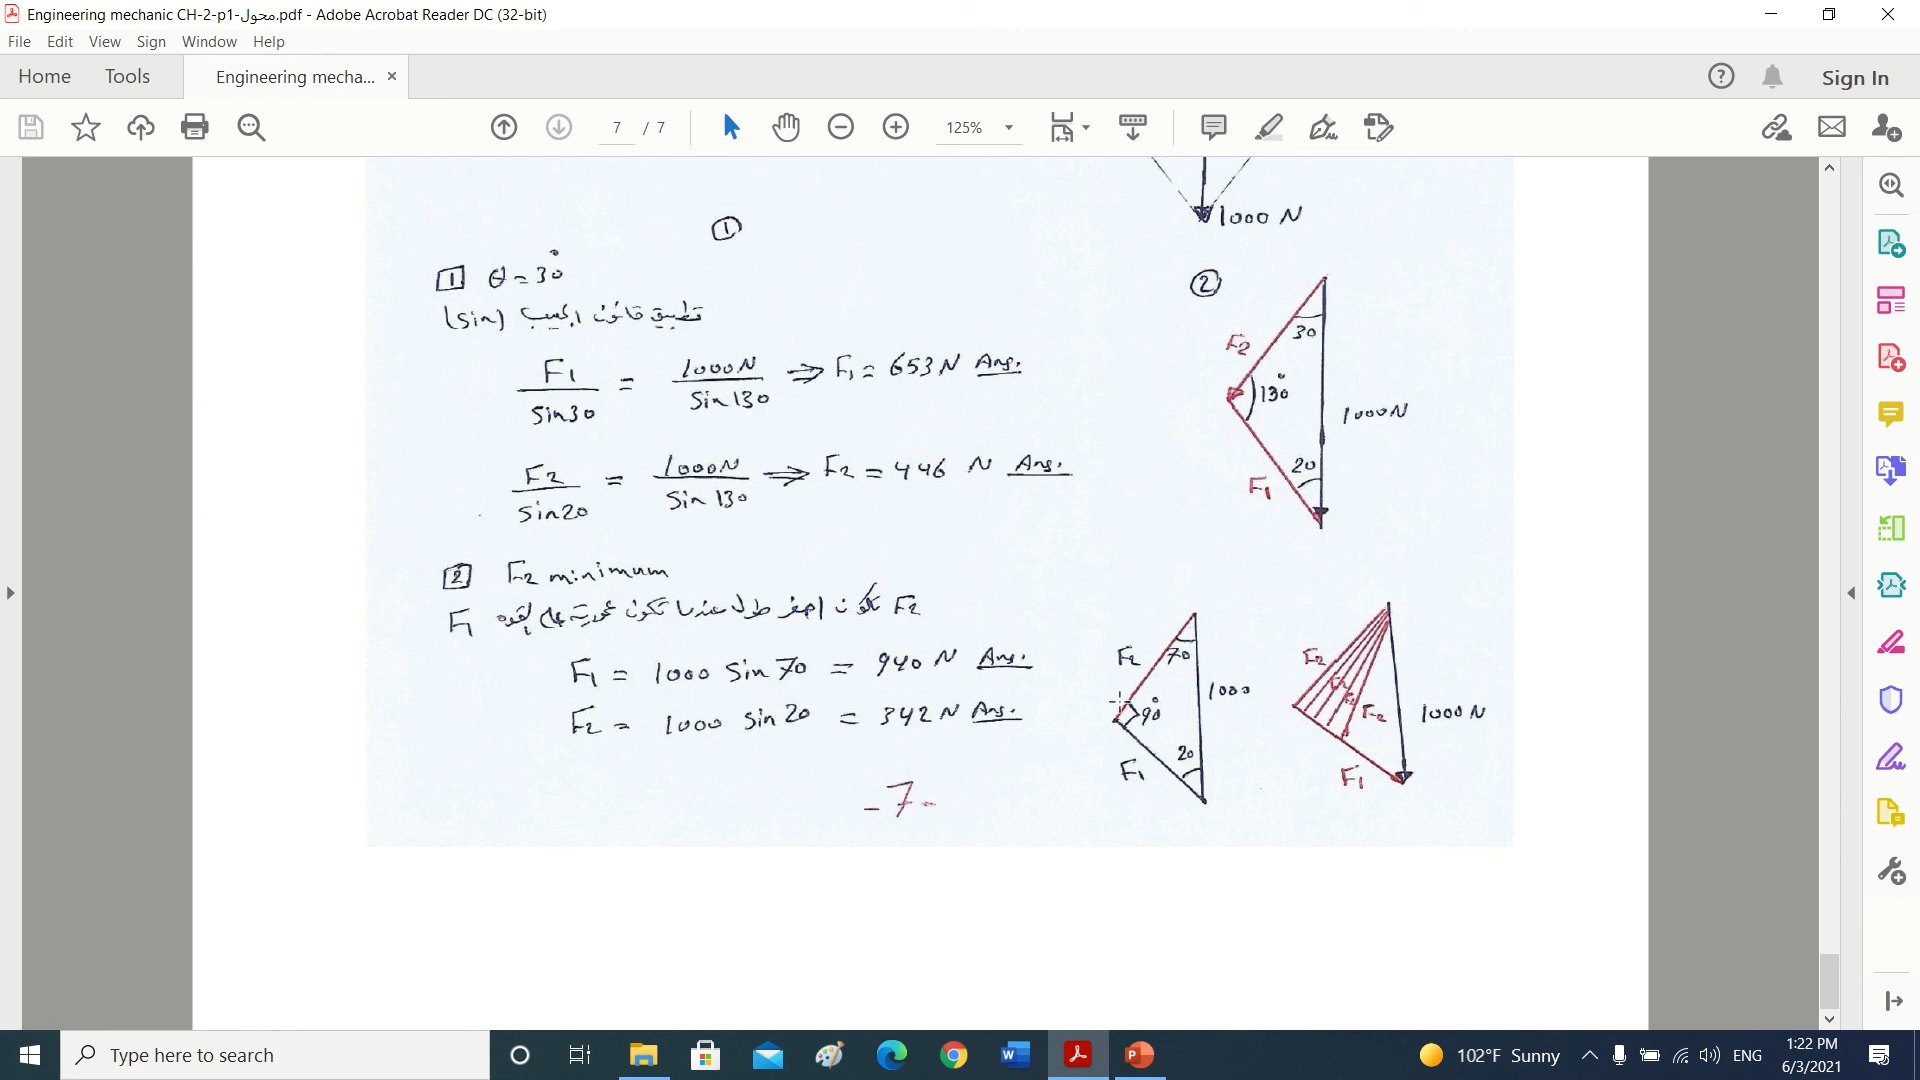 Engineering mechanic CH-2-p1-محول.pdf - Adobe Acrobat Reader DC (32-bit)
File Edit View Sign Window Help
Home Tools Engineering mecha... × Sign In
7 / 7 125%
1000 N
①
1 θ = 30°
تطبيق قانون الجيب (sin)
F1 / sin30 = 1000N / sin130 ⇒ F1 = 653 N Ans.
F2 / sin20 = 1000N / sin130 ⇒ F2 = 446 N Ans.
②
30
F2
130°
1000N
20
F1
2 F2 minimum
F2 تكون اصغر طول عندما تكون عمودية على القوه F1
F1 = 1000 sin70 = 940 N Ans.
F2 = 1000 sin20 = 342 N Ans.
F2 70
1000
90°
20
F1
F2
F2
1000 N
F1
-7-
Type here to search
102°F Sunny ENG 1:22 PM
6/3/2021